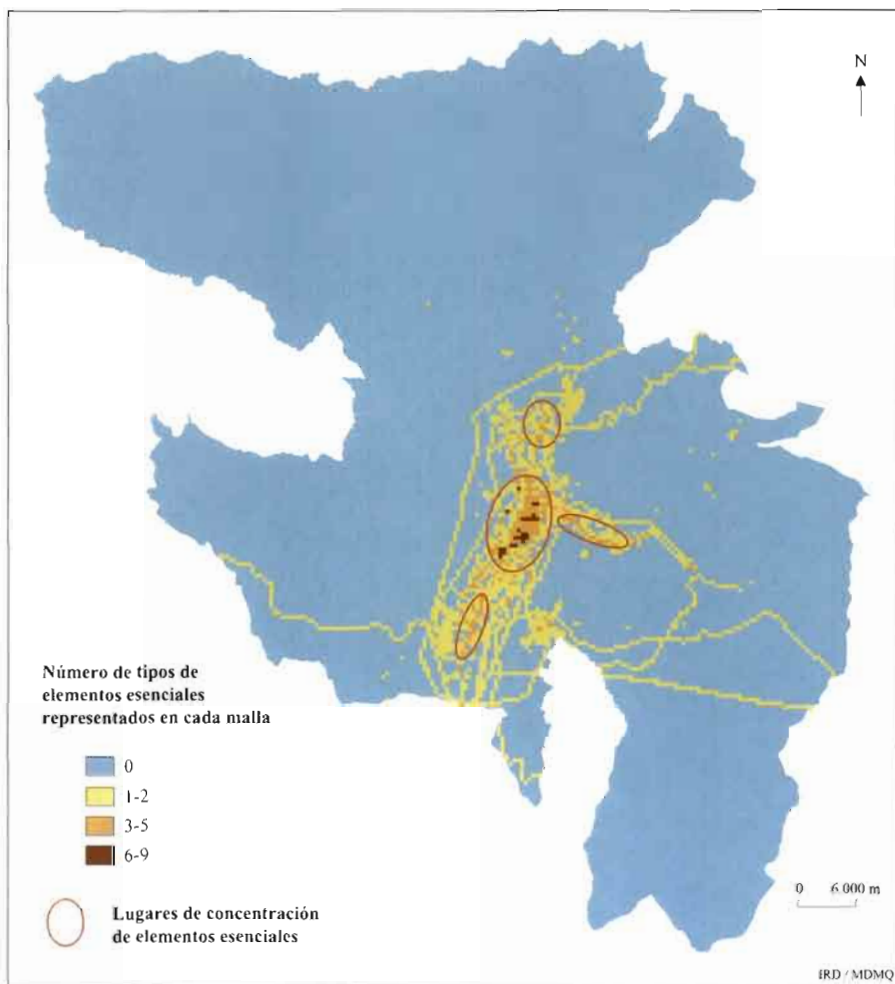 N
Número de tipos de
elementos esenciales
representados en cada malla
0
1-2
3-5
6-9
Lugares de concentración
de elementos esenciales
0 6.000 m
IRD / MDMQ